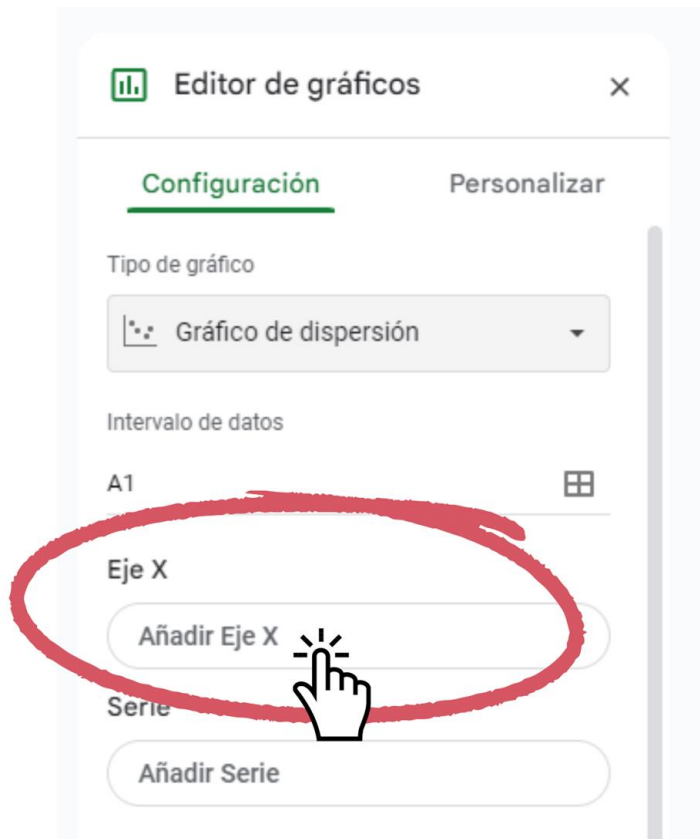 Editor de gráficos
Configuración Personalizar
Tipo de gráfico
Gráfico de dispersión
Intervalo de datos
A1
Eje X
Añadir Eje X
Serie
Añadir Serie